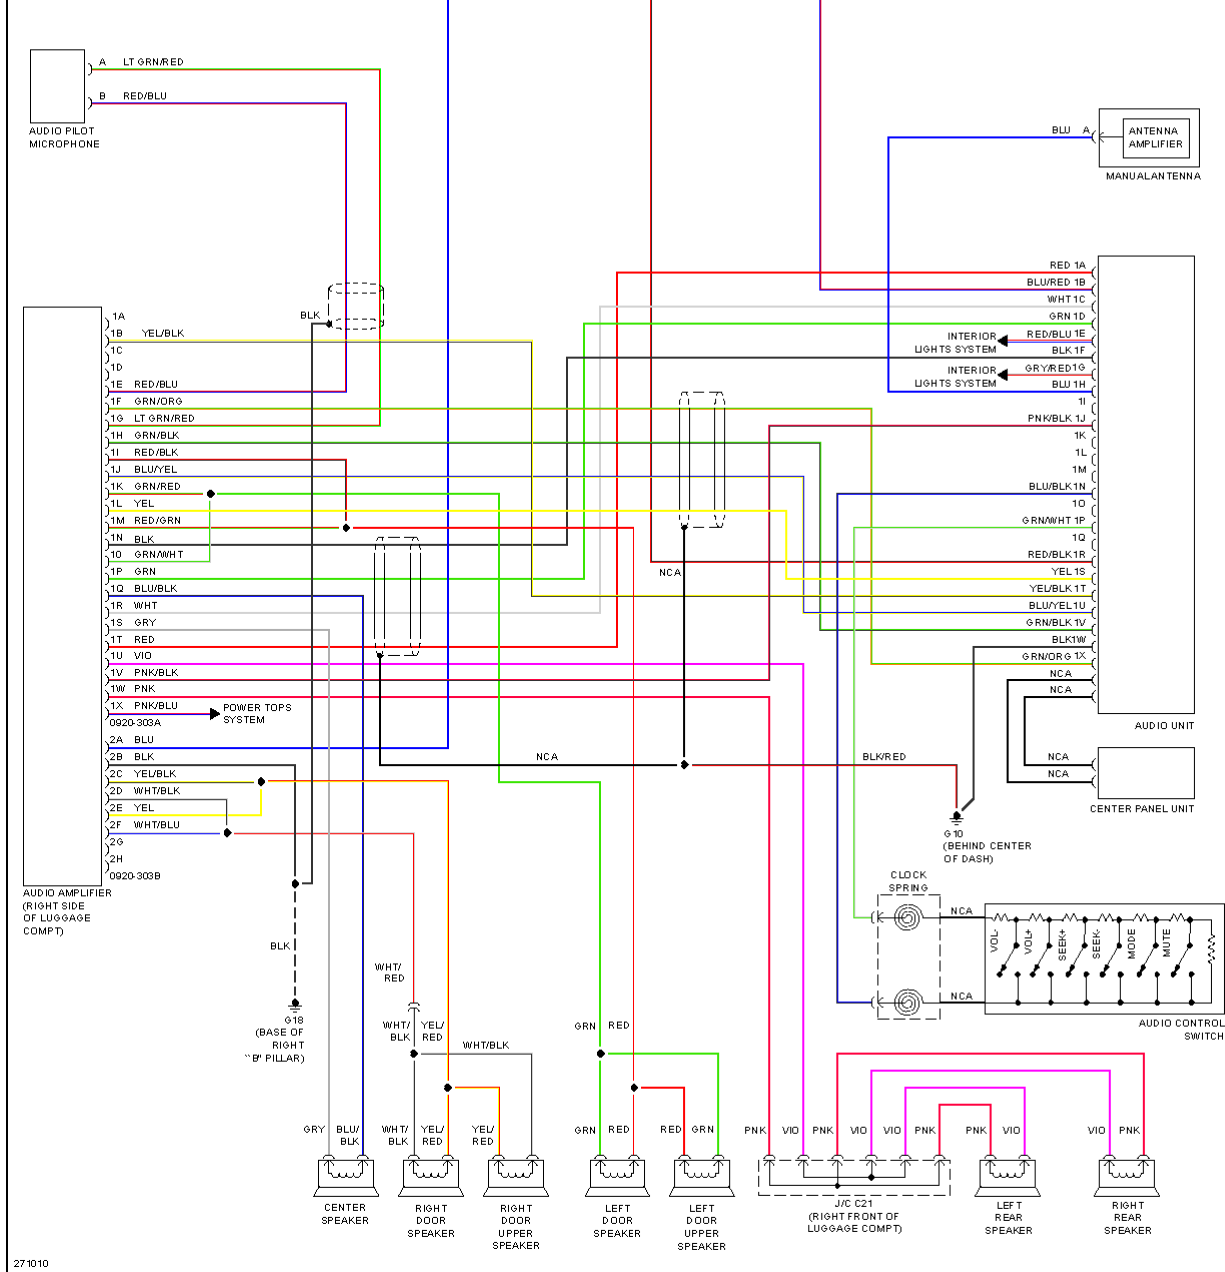 A LT GRN/RED
B RED/BLU
AUDIO PILOT
MICROPHONE
BLU A
ANTENNA
AMPLIFIER
MANUALANTENNA
BLK
1A
1B YEL/BLK
1C
1D
1E RED/BLU
1F GRN/ORG
1G LT GRN/RED
1H GRN/BLK
1I RED/BLK
1J BLU/YEL
1K GRN/RED
1L YEL
1M RED/GRN
1N BLK
1O GRN/WHT
1P GRN
1Q BLU/BLK
1R WHT
1S GRY
1T RED
1U VIO
1V PNK/BLK
1W PNK
1X PNK/BLU
0920-303A
POWER TOPS
SYSTEM
2A BLU
2B BLK
2C YEL/BLK
2D WHT/BLK
2E YEL
2F WHT/BLU
2G
2H
0920-303B
AUDIO AMPLIFIER
(RIGHT SIDE
OF LUGGAGE
COMPT)
RED 1A
BLU/RED 1B
WHT 1C
GRN 1D
RED/BLU 1E
BLK 1F
GRY/RED1G
BLU 1H
1I
PNK/BLK 1J
1K
1L
1M
BLU/BLK1N
1O
GRN/WHT 1P
1Q
RED/BLK1R
YEL 1S
YEL/BLK 1T
BLU/YEL 1U
GRN/BLK 1V
BLK1W
GRN/ORG 1X
NCA
NCA
INTERIOR
LIGHTS SYSTEM
INTERIOR
LIGHTS SYSTEM
AUDIO UNIT
NCA
NCA
CENTER PANEL UNIT
NCA
NCA
BLK/RED
G10
(BEHIND CENTER
OF DASH)
CLOCK
SPRING
NCA
NCA
VOL-
VOL+
SEEK+
SEEK-
MODE
MUTE
AUDIO CONTROL
SWITCH
BLK
G18
(BASE OF
RIGHT
"B" PILLAR)
WHT/
RED
WHT/
BLK
YEL/
RED
WHT/BLK
GRN RED
GRY
BLU/
BLK
WHT/
BLK
YEL/
RED
YEL/
RED
GRN RED RED GRN
PNK VIO PNK VIO VIO PNK PNK VIO VIO PNK
CENTER
SPEAKER
RIGHT
DOOR
SPEAKER
RIGHT
DOOR
UPPER
SPEAKER
LEFT
DOOR
SPEAKER
LEFT
DOOR
UPPER
SPEAKER
J/C C21
(RIGHT FRONT OF
LUGGAGE COMPT)
LEFT
REAR
SPEAKER
RIGHT
REAR
SPEAKER
271010